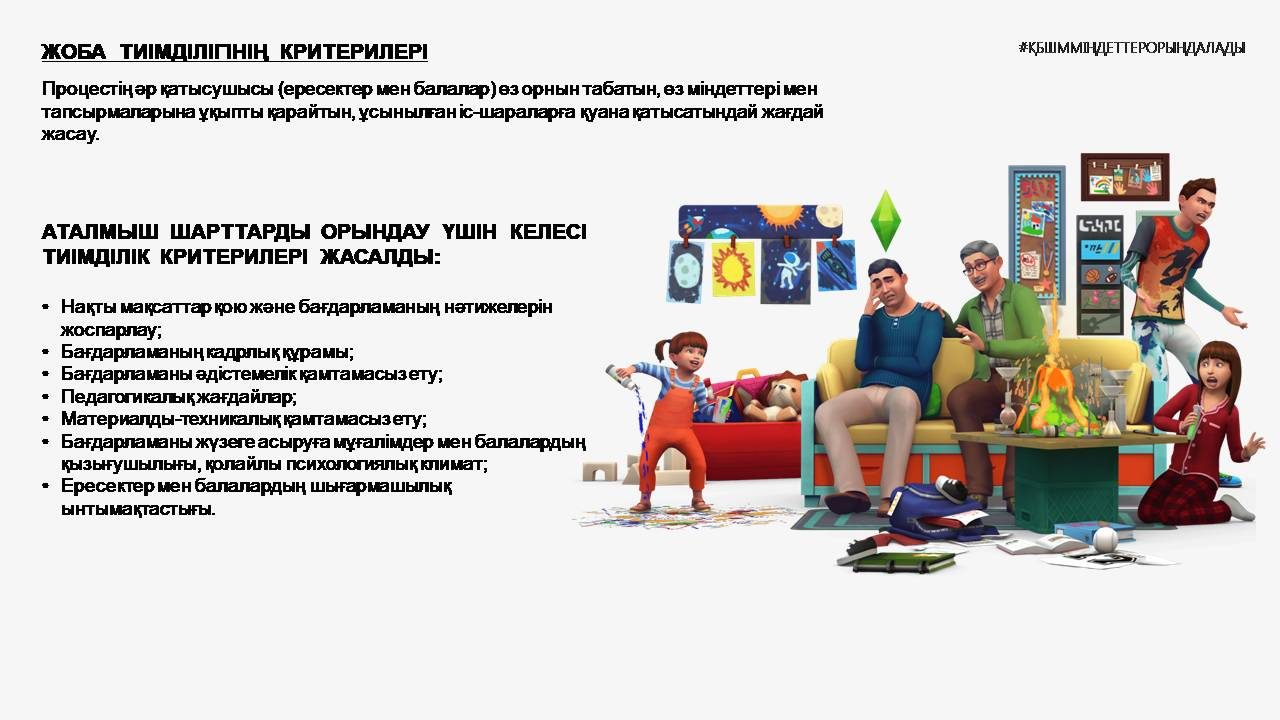 ЖОБА ТИІМДІЛІГІНІҢ КРИТЕРИЛЕРІ
#ҚБШММІНДЕТТЕРОРЫНДАЛАДЫ
Процестің әр қатысушысы (ересектер мен балалар) өз орнын табатын, өз міндеттері мен
тапсырмаларына ұқыпты қарайтын, ұсынылған іс-шараларға қуана қатысатындай жағдай
жасау.
АТАЛМЫШ ШАРТТАРДЫ ОРЫНДАУ ҮШІН КЕЛЕСІ
ТИІМДІЛІК КРИТЕРИЛЕРІ ЖАСАЛДЫ:
• Нақты мақсаттар қою және бағдарламаның нәтижелерін
жоспарлау;
• Бағдарламаның кадрлық құрамы;
• Бағдарламаны әдістемелік қамтамасыз ету;
• Педагогикалық жағдайлар;
• Материалды-техникалық қамтамасыз ету;
• Бағдарламаны жүзеге асыруға мұғалімдер мен балалардың
қызығушылығы, қолайлы психологиялық климат;
• Ересектер мен балалардың шығармашылық
ынтымақтастығы.